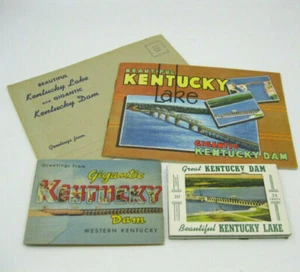 BEAUTIFUL
Kentucky Lake
AND GIGANTIC
Kentucky Dam
Greetings from
BEAUTIFUL
KENTUCKY
Lake
GIGANTIC
KENTUCKY DAM
Greetings from
Gigantic
KENTUCKY
Dam
WESTERN KENTUCKY
Great KENTUCKY DAM
Beautiful KENTUCKY LAKE